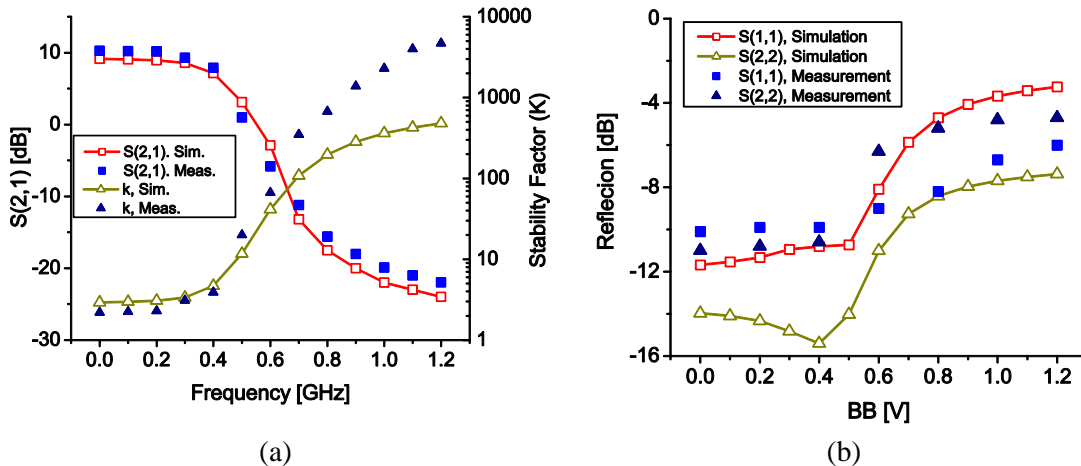 10
0
-10
-20
-30
S(2,1) [dB]
10000
1000
100
10
1
Stability Factor (K)
S(2,1). Sim.
S(2,1). Meas.
k, Sim.
k, Meas.
0.0 0.2 0.4 0.6 0.8 1.0 1.2
Frequency [GHz]
(a)
0
-4
-8
-12
-16
Reflecion [dB]
S(1,1), Simulation
S(2,2), Simulation
S(1,1), Measurement
S(2,2), Measurement
0.0 0.2 0.4 0.6 0.8 1.0 1.2
BB [V]
(b)